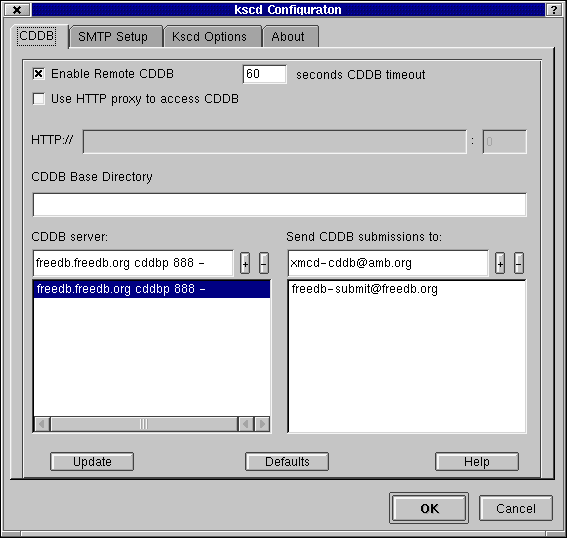 kscd Configuraton
?
CDDB SMTP Setup Kscd Options About
Enable Remote CDDB 60 seconds CDDB timeout
Use HTTP proxy to access CDDB
HTTP:// : 0
CDDB Base Directory
CDDB server: Send CDDB submissions to:
freedb.freedb.org cddbp 888 - + - xmcd-cddb@amb.org + -
freedb.freedb.org cddbp 888 - freedb-submit@freedb.org
Update Defaults Help
OK Cancel